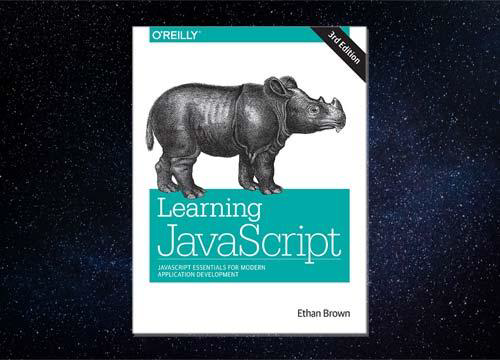 O'REILLY®
3rd Edition
Learning
JavaScript
JAVASCRIPT ESSENTIALS FOR MODERN
APPLICATION DEVELOPMENT
Ethan Brown